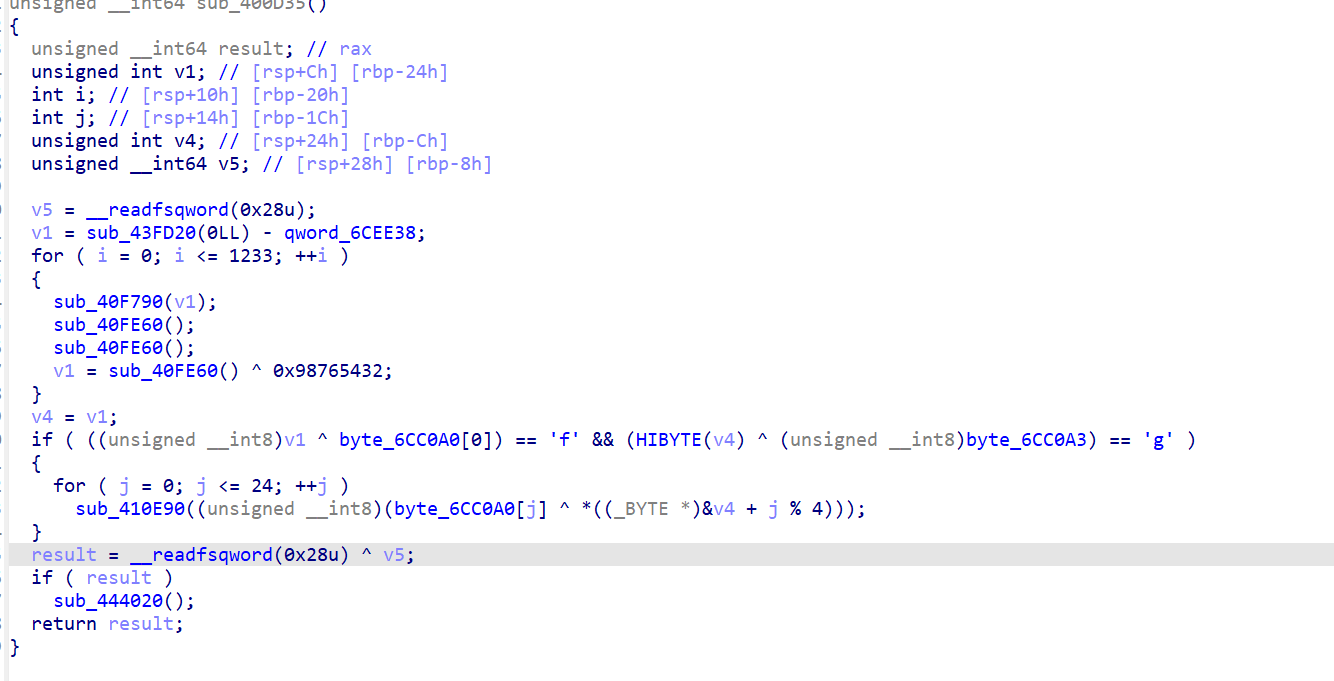 unsigned __int64 sub_400D35()
{
  unsigned __int64 result; // rax
  unsigned int v1; // [rsp+Ch] [rbp-24h]
  int i; // [rsp+10h] [rbp-20h]
  int j; // [rsp+14h] [rbp-1Ch]
  unsigned int v4; // [rsp+24h] [rbp-Ch]
  unsigned __int64 v5; // [rsp+28h] [rbp-8h]

  v5 = __readfsqword(0x28u);
  v1 = sub_43FD20(0LL) - qword_6CEE38;
  for ( i = 0; i <= 1233; ++i )
  {
    sub_40F790(v1);
    sub_40FE60();
    sub_40FE60();
    v1 = sub_40FE60() ^ 0x98765432;
  }
  v4 = v1;
  if ( ((unsigned __int8)v1 ^ byte_6CC0A0[0]) == 'f' && (HIBYTE(v4) ^ (unsigned __int8)byte_6CC0A3) == 'g' )
  {
    for ( j = 0; j <= 24; ++j )
      sub_410E90((unsigned __int8)(byte_6CC0A0[j] ^ *((_BYTE *)&v4 + j % 4)));
  }
  result = __readfsqword(0x28u) ^ v5;
  if ( result )
    sub_444020();
  return result;
}